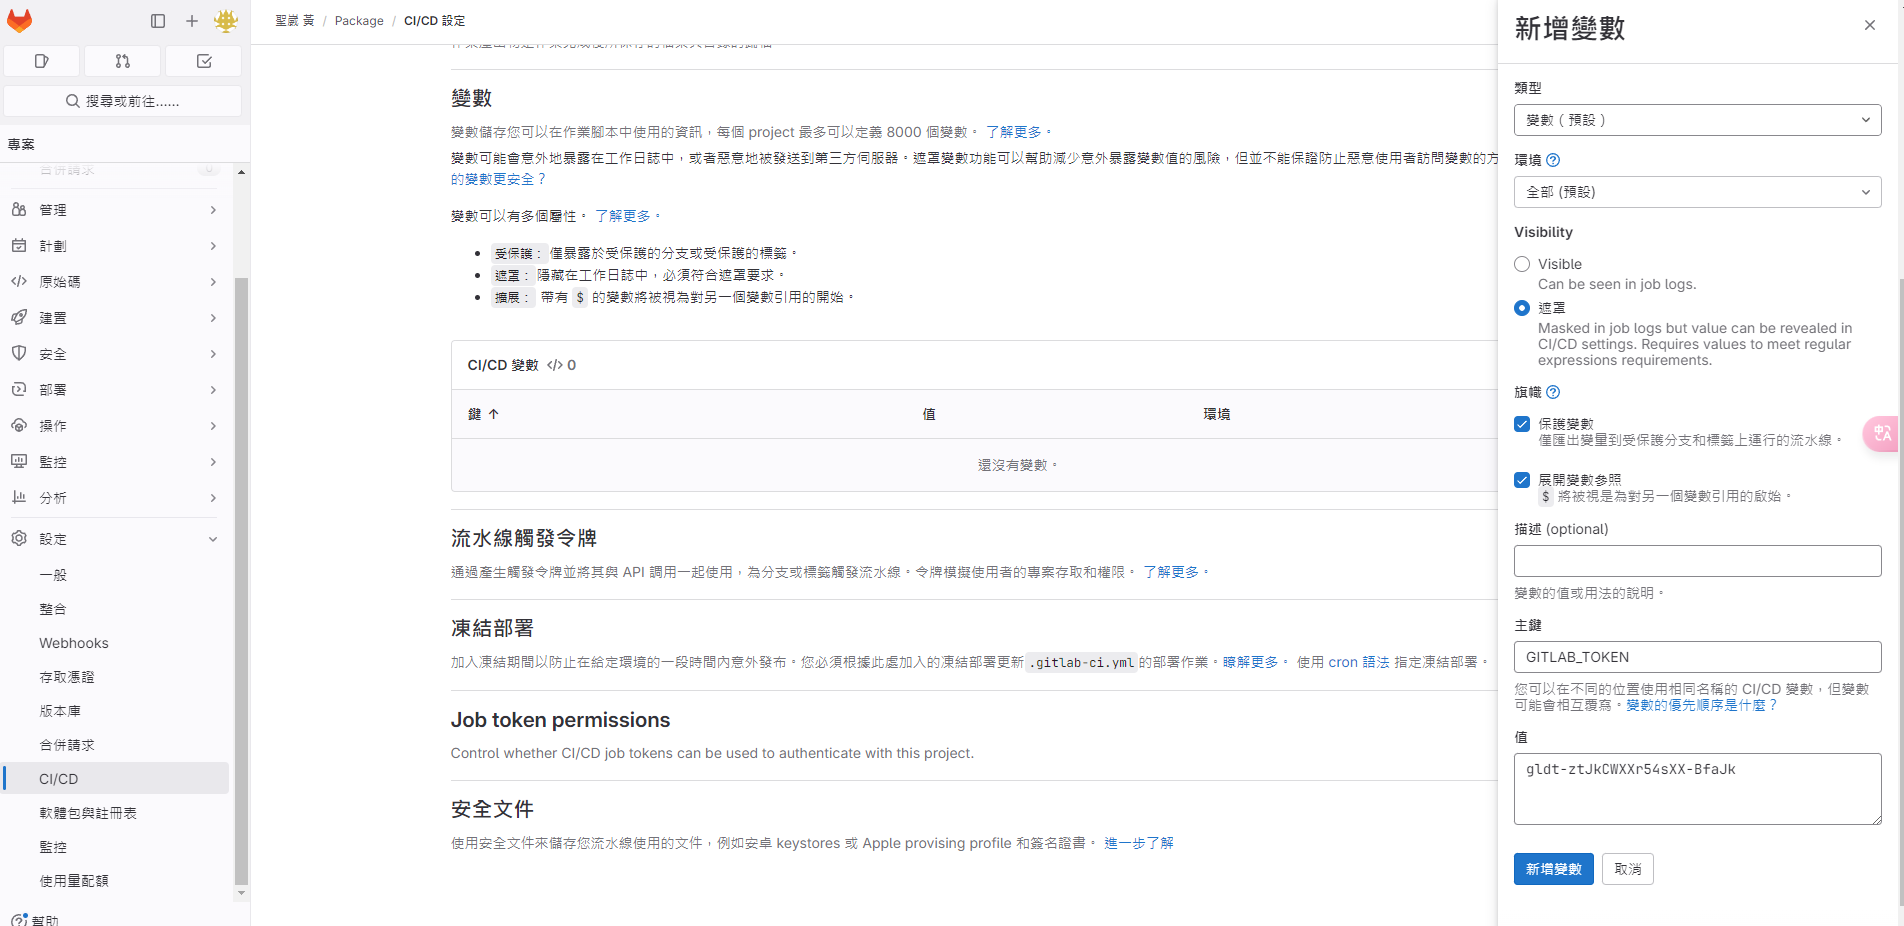 聖崴 黃 / Package / CI/CD 設定
搜尋或前往......
專案
合併請求 0
管理
計劃
原始碼
建置
安全
部署
操作
監控
分析
設定
一般
整合
Webhooks
存取憑證
版本庫
合併請求
CI/CD
軟體包與註冊表
監控
使用量配額
幫助
變數
變數儲存您可以在作業腳本中使用的資訊，每個 project 最多可以定義 8000 個變數。 了解更多。
變數可能會意外地暴露在工作日誌中，或者惡意地被發送到第三方伺服器。遮罩變數功能可以幫助減少意外暴露變數值的風險，但並不能保證防止惡意使用者訪問變數的方
的變數更安全？
變數可以有多個屬性。 了解更多。
受保護： 僅暴露於受保護的分支或受保護的標籤。
遮罩： 隱藏在工作日誌中，必須符合遮罩要求。
擴展： 帶有 $ 的變數將被視為對另一個變數引用的開始。
CI/CD 變數 </> 0
鍵 ↑ 值 環境
還沒有變數。
流水線觸發令牌
通過產生觸發令牌並將其與 API 調用一起使用，為分支或標籤觸發流水線。令牌模擬使用者的專案存取和權限。 了解更多。
凍結部署
加入凍結期間以防止在給定環境的一段時間內意外發布。您必須根據此處加入的凍結部署更新 .gitlab-ci.yml 的部署作業。瞭解更多。 使用 cron 語法 指定凍結部署。
Job token permissions
Control whether CI/CD job tokens can be used to authenticate with this project.
安全文件
使用安全文件來儲存您流水線使用的文件，例如安卓 keystores 或 Apple provising profile 和簽名證書。 進一步了解
新增變數
類型
變數（預設）
環境
全部 (預設)
Visibility
Visible
Can be seen in job logs.
遮罩
Masked in job logs but value can be revealed in
CI/CD settings. Requires values to meet regular
expressions requirements.
旗幟
保護變數
僅匯出變量到受保護分支和標籤上運行的流水線。
展開變數參照
$ 將被視是為對另一個變數引用的啟始。
描述 (optional)
變數的值或用法的說明。
主鍵
GITLAB_TOKEN
您可以在不同的位置使用相同名稱的 CI/CD 變數，但變數
可能會相互覆寫。變數的優先順序是什麼？
值
gldt-ztJkCWXXr54sXX-BfaJk
新增變數 取消